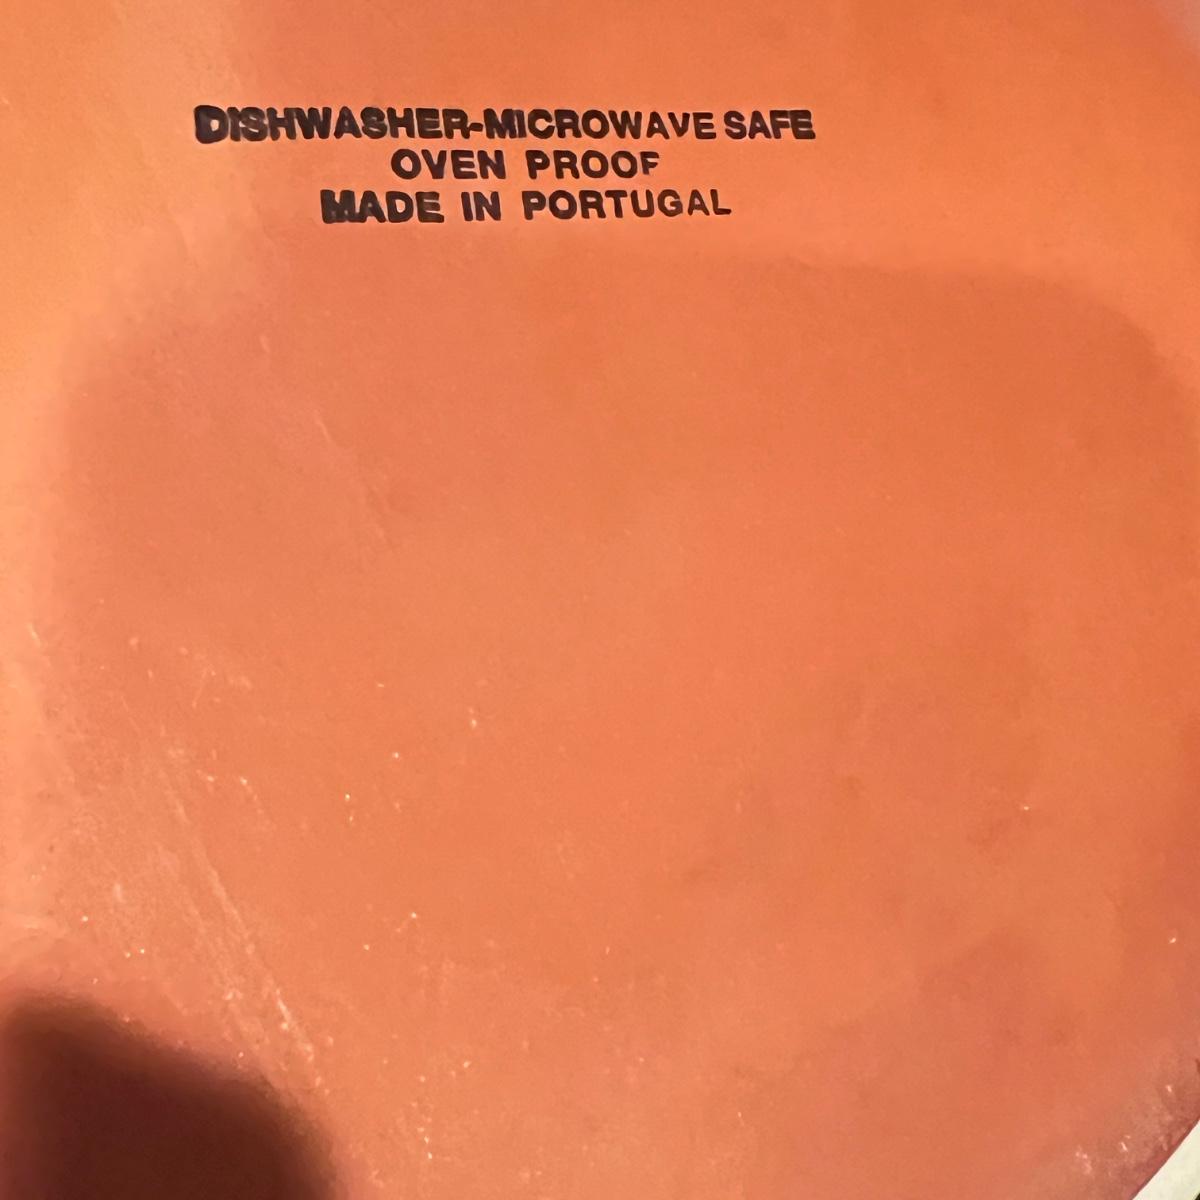 DISHWASHER-MICROWAVE SAFE
OVEN PROOF
MADE IN PORTUGAL